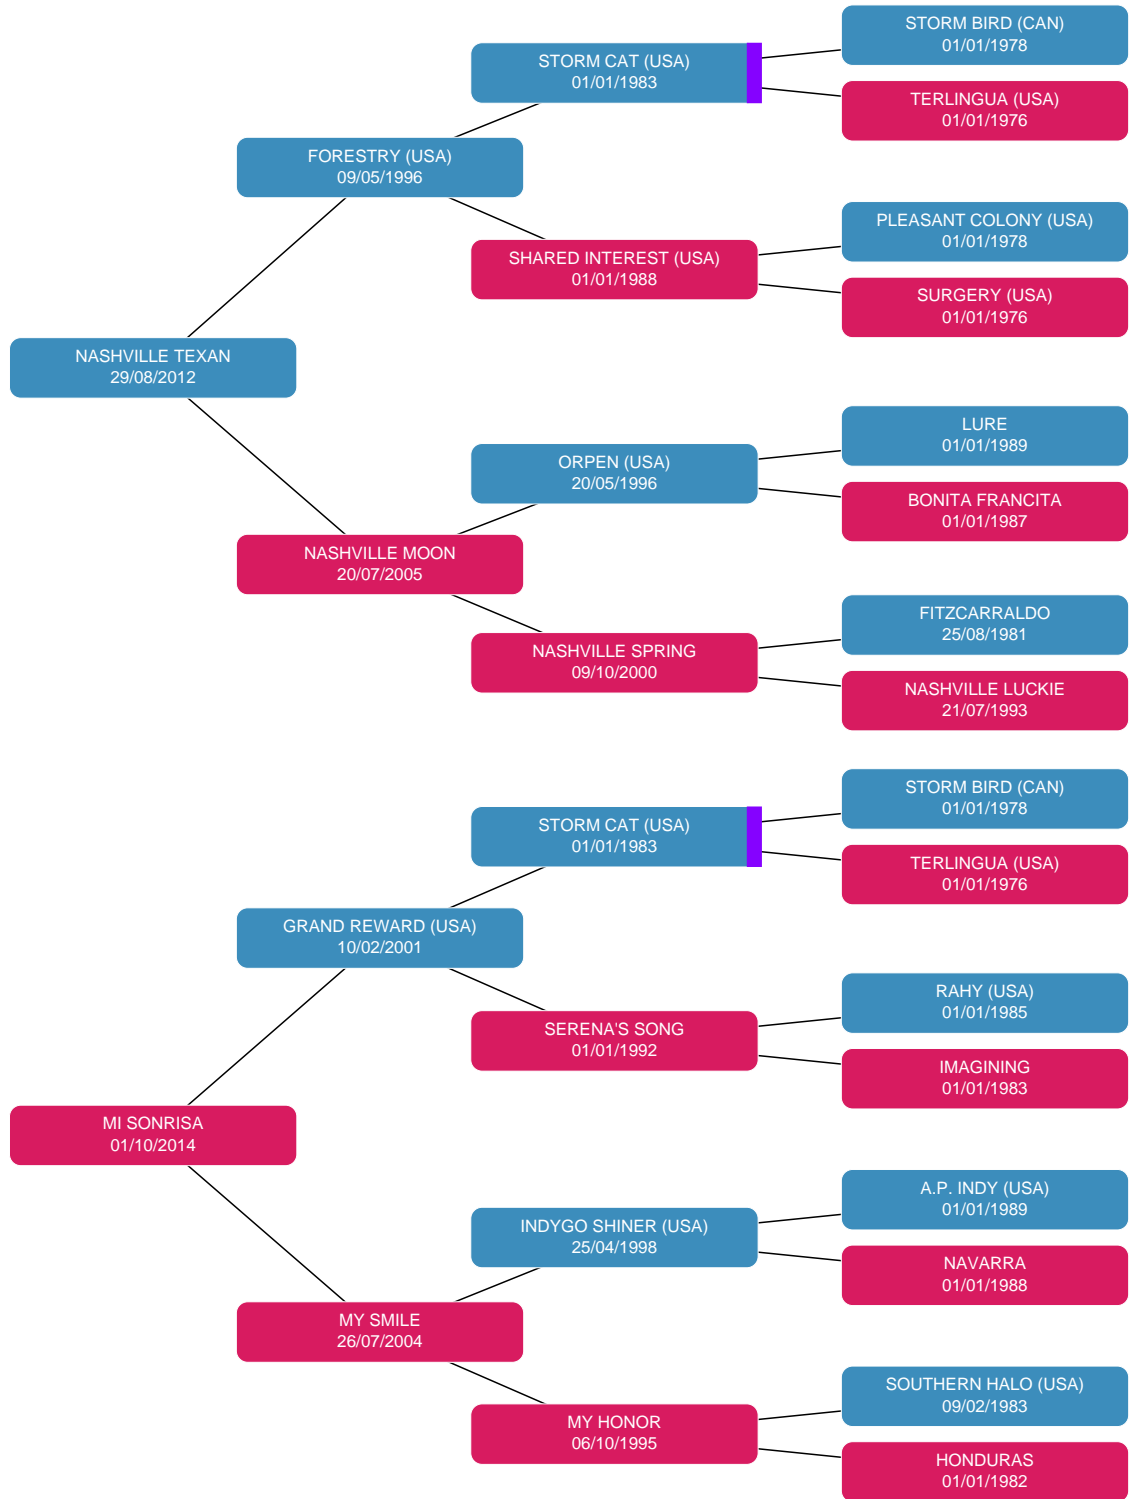 STORM BIRD (CAN)
01/01/1978
STORM CAT (USA)
01/01/1983
TERLINGUA (USA)
01/01/1976
FORESTRY (USA)
09/05/1996
PLEASANT COLONY (USA)
01/01/1978
SHARED INTEREST (USA)
01/01/1988
SURGERY (USA)
01/01/1976
NASHVILLE TEXAN
29/08/2012
LURE
01/01/1989
ORPEN (USA)
20/05/1996
BONITA FRANCITA
01/01/1987
NASHVILLE MOON
20/07/2005
FITZCARRALDO
25/08/1981
NASHVILLE SPRING
09/10/2000
NASHVILLE LUCKIE
21/07/1993
STORM BIRD (CAN)
01/01/1978
STORM CAT (USA)
01/01/1983
TERLINGUA (USA)
01/01/1976
GRAND REWARD (USA)
10/02/2001
RAHY (USA)
01/01/1985
SERENA'S SONG
01/01/1992
IMAGINING
01/01/1983
MI SONRISA
01/10/2014
A.P. INDY (USA)
01/01/1989
INDYGO SHINER (USA)
25/04/1998
NAVARRA
01/01/1988
MY SMILE
26/07/2004
SOUTHERN HALO (USA)
09/02/1983
MY HONOR
06/10/1995
HONDURAS
01/01/1982